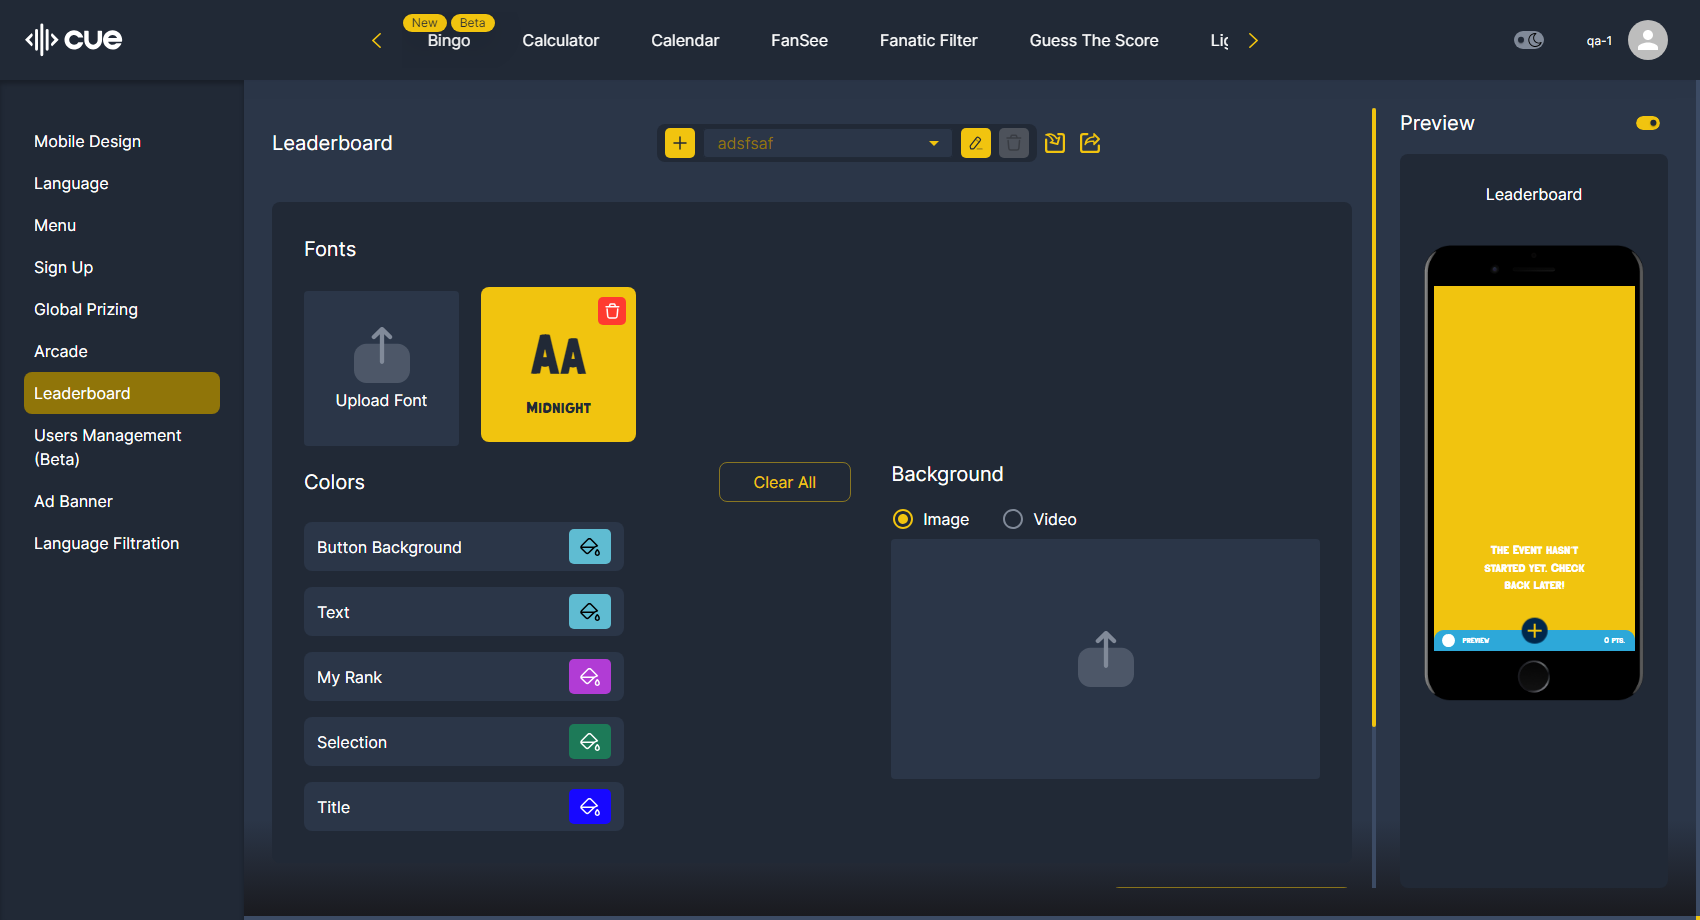 cue
New
Beta
Bingo
Calculator
Calendar
FanSee
Fanatic Filter
Guess The Score
qa-1
Mobile Design
Language
Menu
Sign Up
Global Prizing
Arcade
Leaderboard
Users Management
(Beta)
Ad Banner
Language Filtration
Leaderboard
adsfsaf
Fonts
Upload Font
Aa
Midnight
Colors
Clear All
Button Background
Text
My Rank
Selection
Title
Background
Image
Video
Preview
Leaderboard
The Event hasn't
started yet. Check
back later!
PREVIEW
0 PTS.